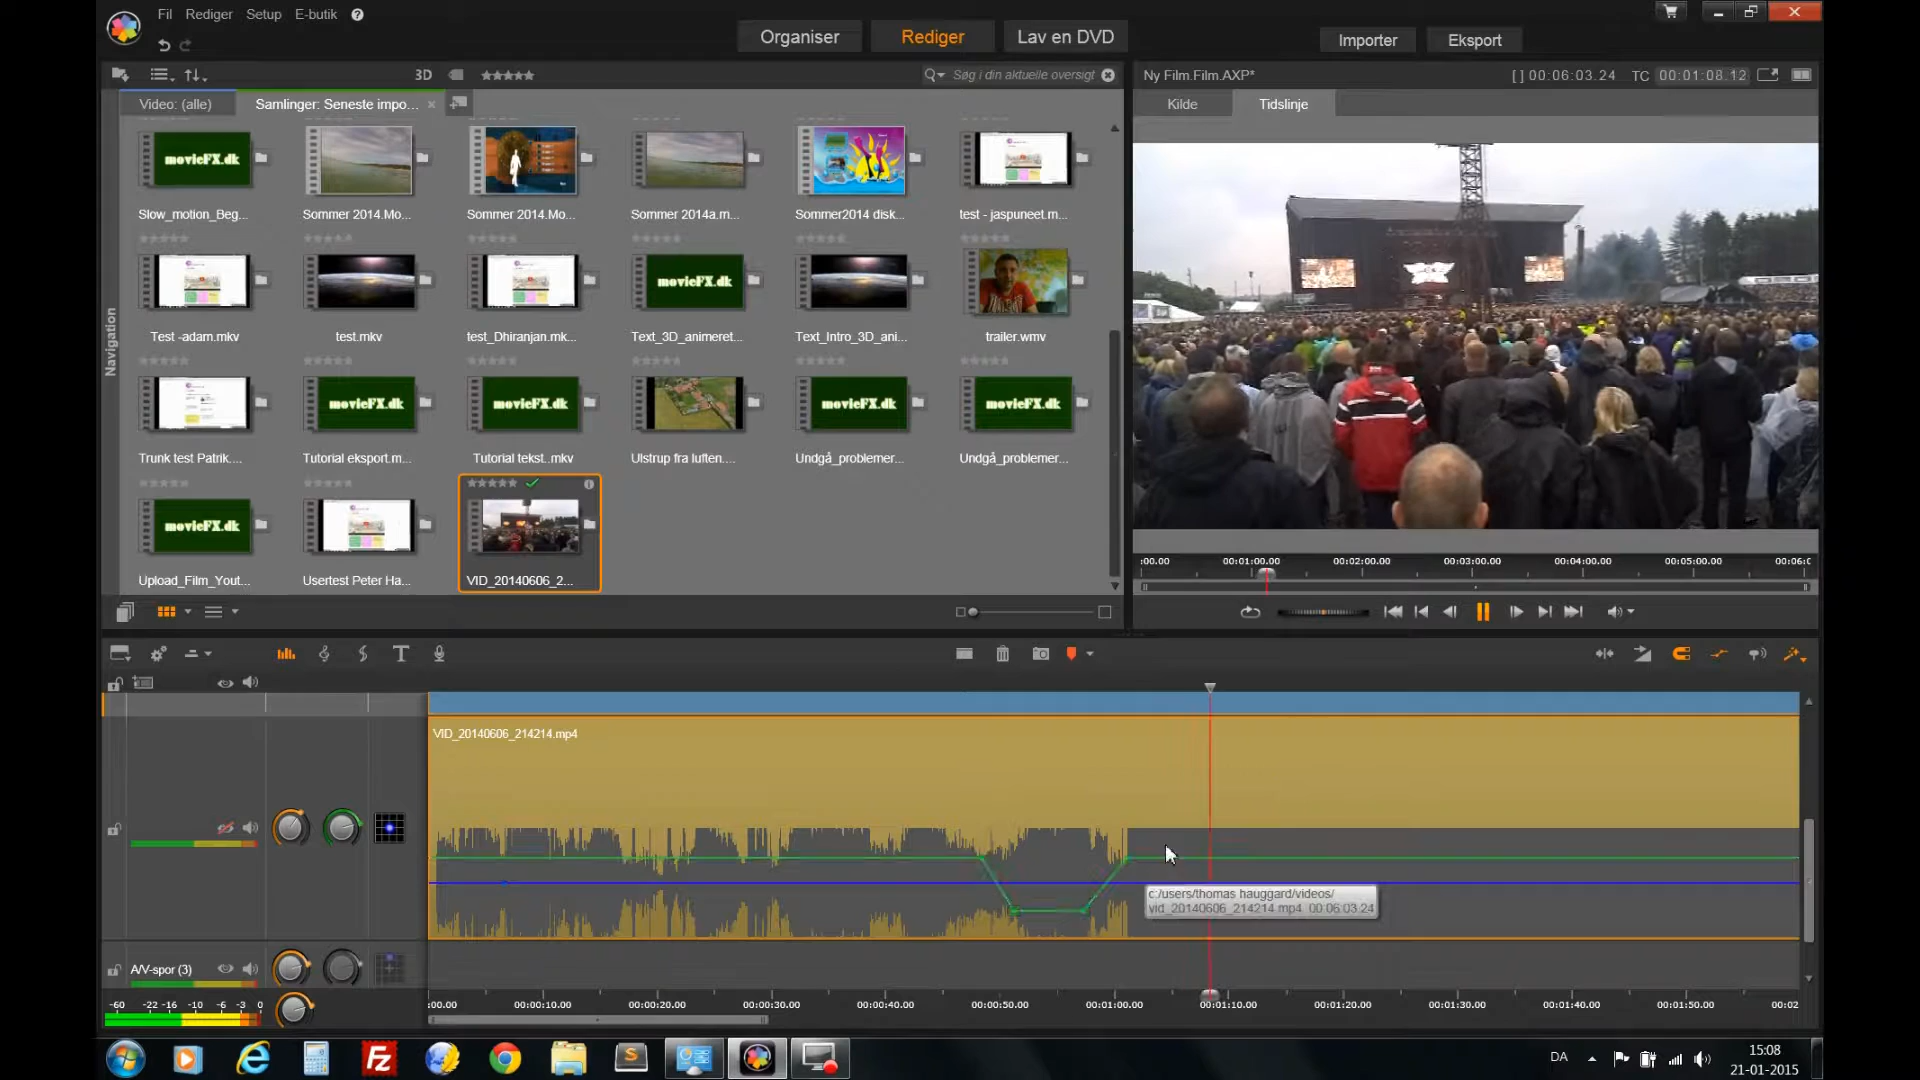 Fil Rediger Setup E-butik ?
Organiser Rediger Lav en DVD
Importer Eksport
3D
Søg i din aktuelle oversigt
Ny Film.Film.AXP* [ ] 00:06:03.24 TC 00:01:08.12
Video: (alle) Samlinger: Seneste impo... ×
Kilde Tidslinje
Navigation
movieFX.dk
Slow_motion_Beg... Sommer 2014.Mo... Sommer 2014.Mo... Sommer 2014a.m... Sommer2014 disk... test - jaspuneet.m...
movieFX.dk
Test -adam.mkv test.mkv test_Dhiranjan.mk... Text_3D_animeret... Text_Intro_3D_ani... trailer.wmv
movieFX.dk movieFX.dk movieFX.dk movieFX.dk
Trunk test Patrik.... Tutorial eksport.m... Tutorial tekst..mkv Ulstrup fra luften.... Undgå_problemer... Undgå_problemer...
movieFX.dk
Upload_Film_Yout... Usertest Peter Ha... VID_20140606_2...
:00.00 00:01:00.00 00:02:00.00 00:03:00.00 00:04:00.00 00:05:00.00 00:06:0
VID_20140606_214214.mp4
c:/users/thomas hauggard/videos/
vid_20140606_214214.mp4 00:06:03:24
A/V-spor (3)
-60 -22 -16 -10 -6 -3 0
:00.00 00:00:10.00 00:00:20.00 00:00:30.00 00:00:40.00 00:00:50.00 00:01:00.00 00:01:10.00 00:01:20.00 00:01:30.00 00:01:40.00 00:01:50.00 00:02
DA
15:08
21-01-2015